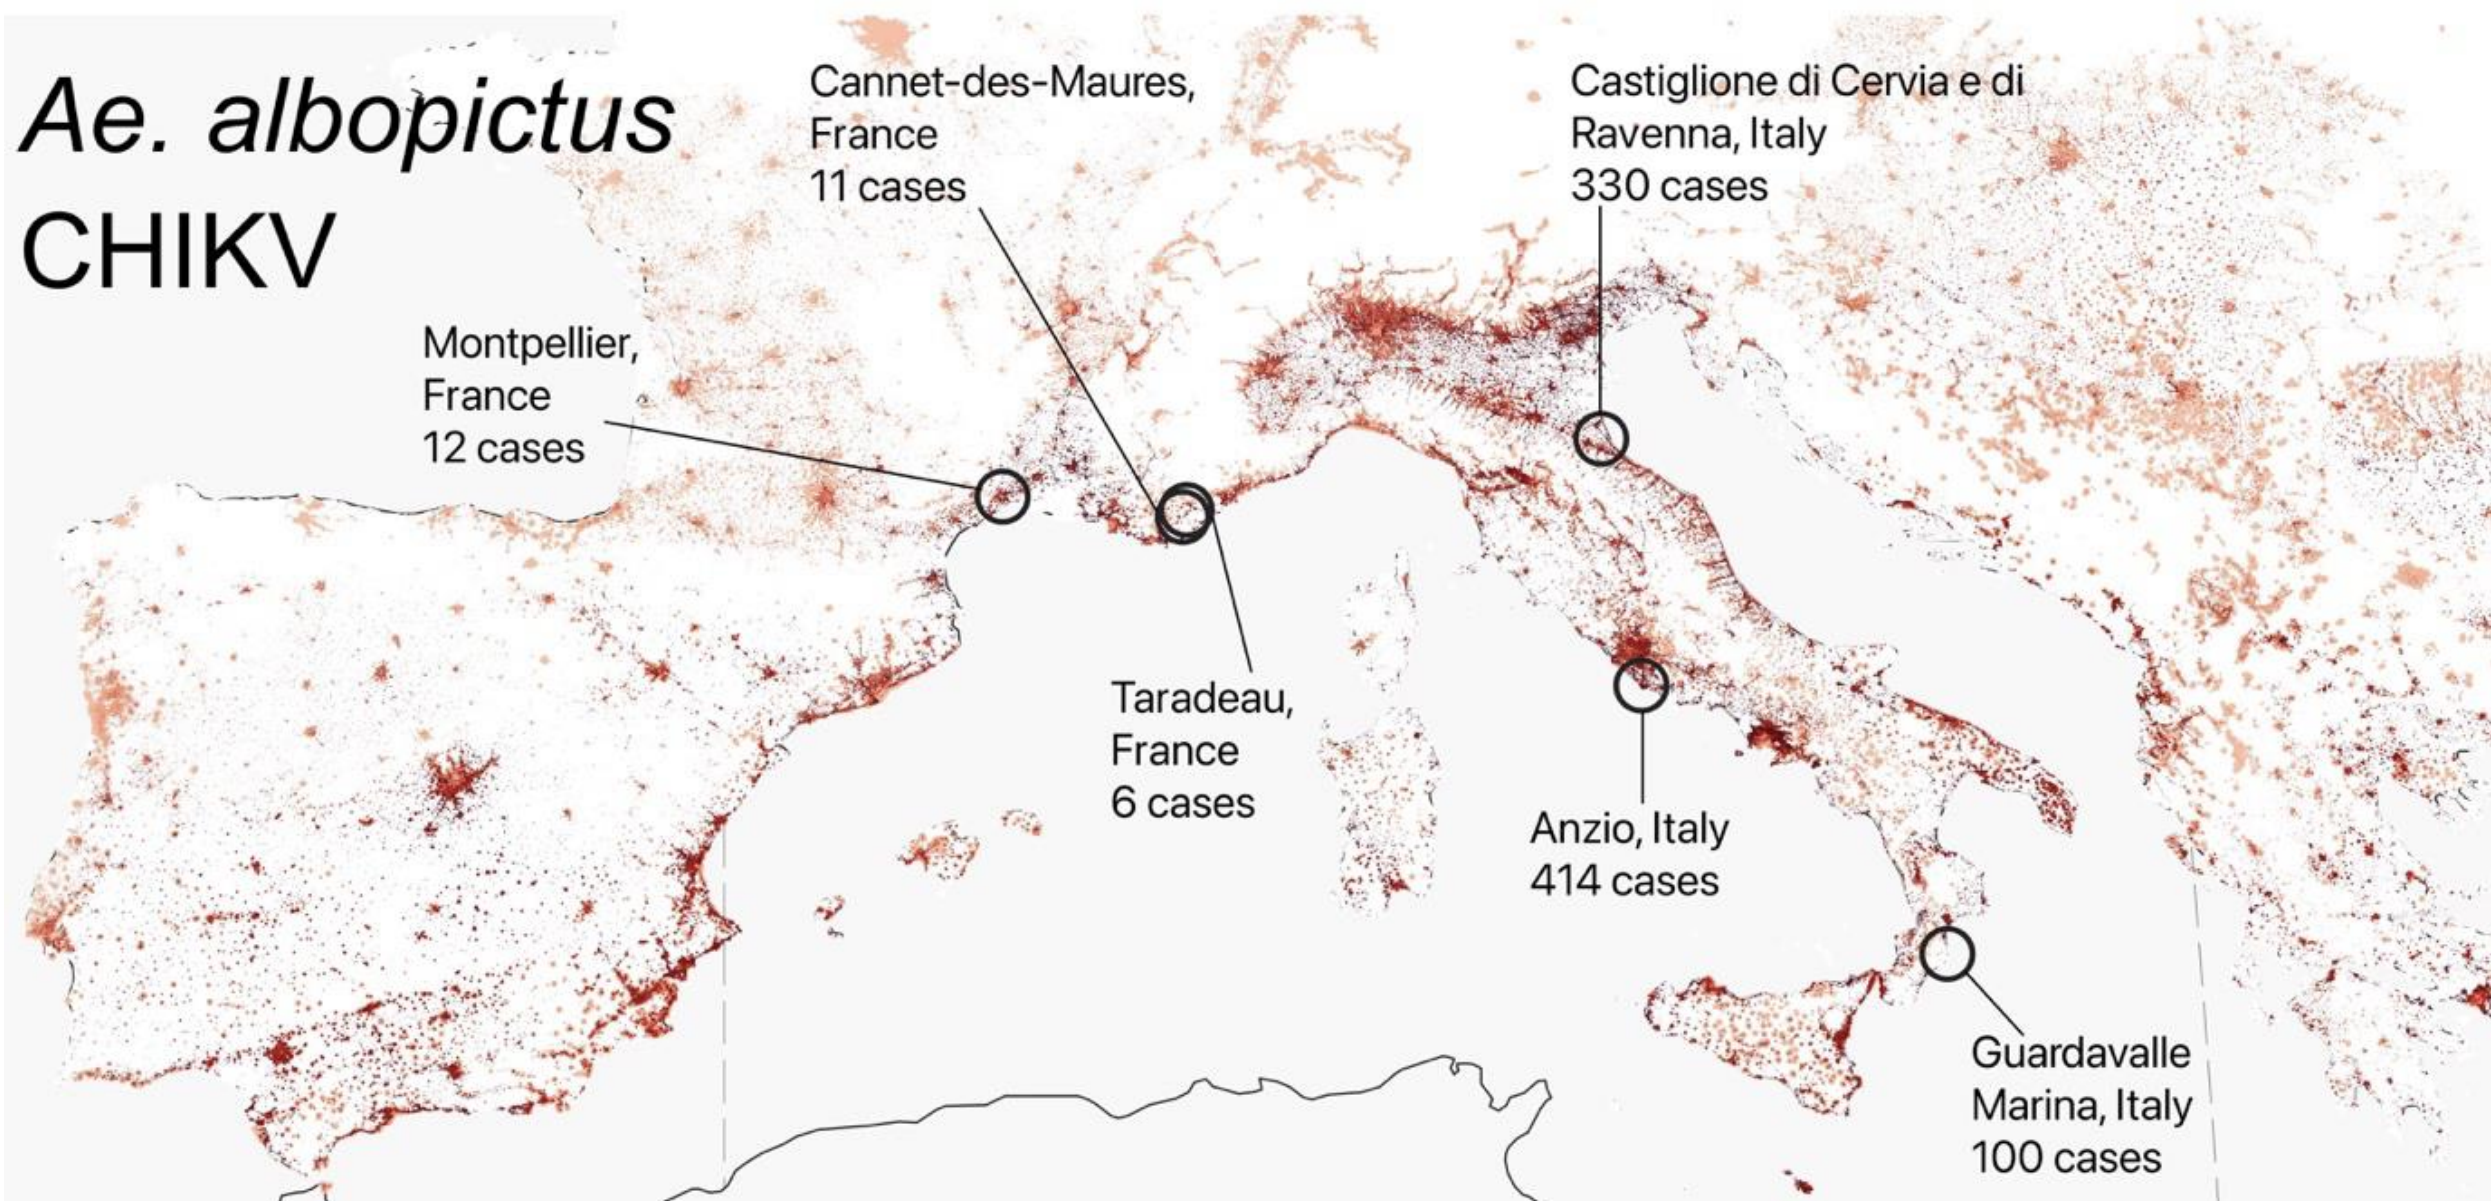 Ae. albopictus
CHIKV
Cannet-des-Maures,
France
11 cases
Castiglione di Cervia e di
Ravenna, Italy
330 cases
Montpellier,
France
12 cases
Taradeau,
France
6 cases
Anzio, Italy
414 cases
Guardavalle
Marina, Italy
100 cases